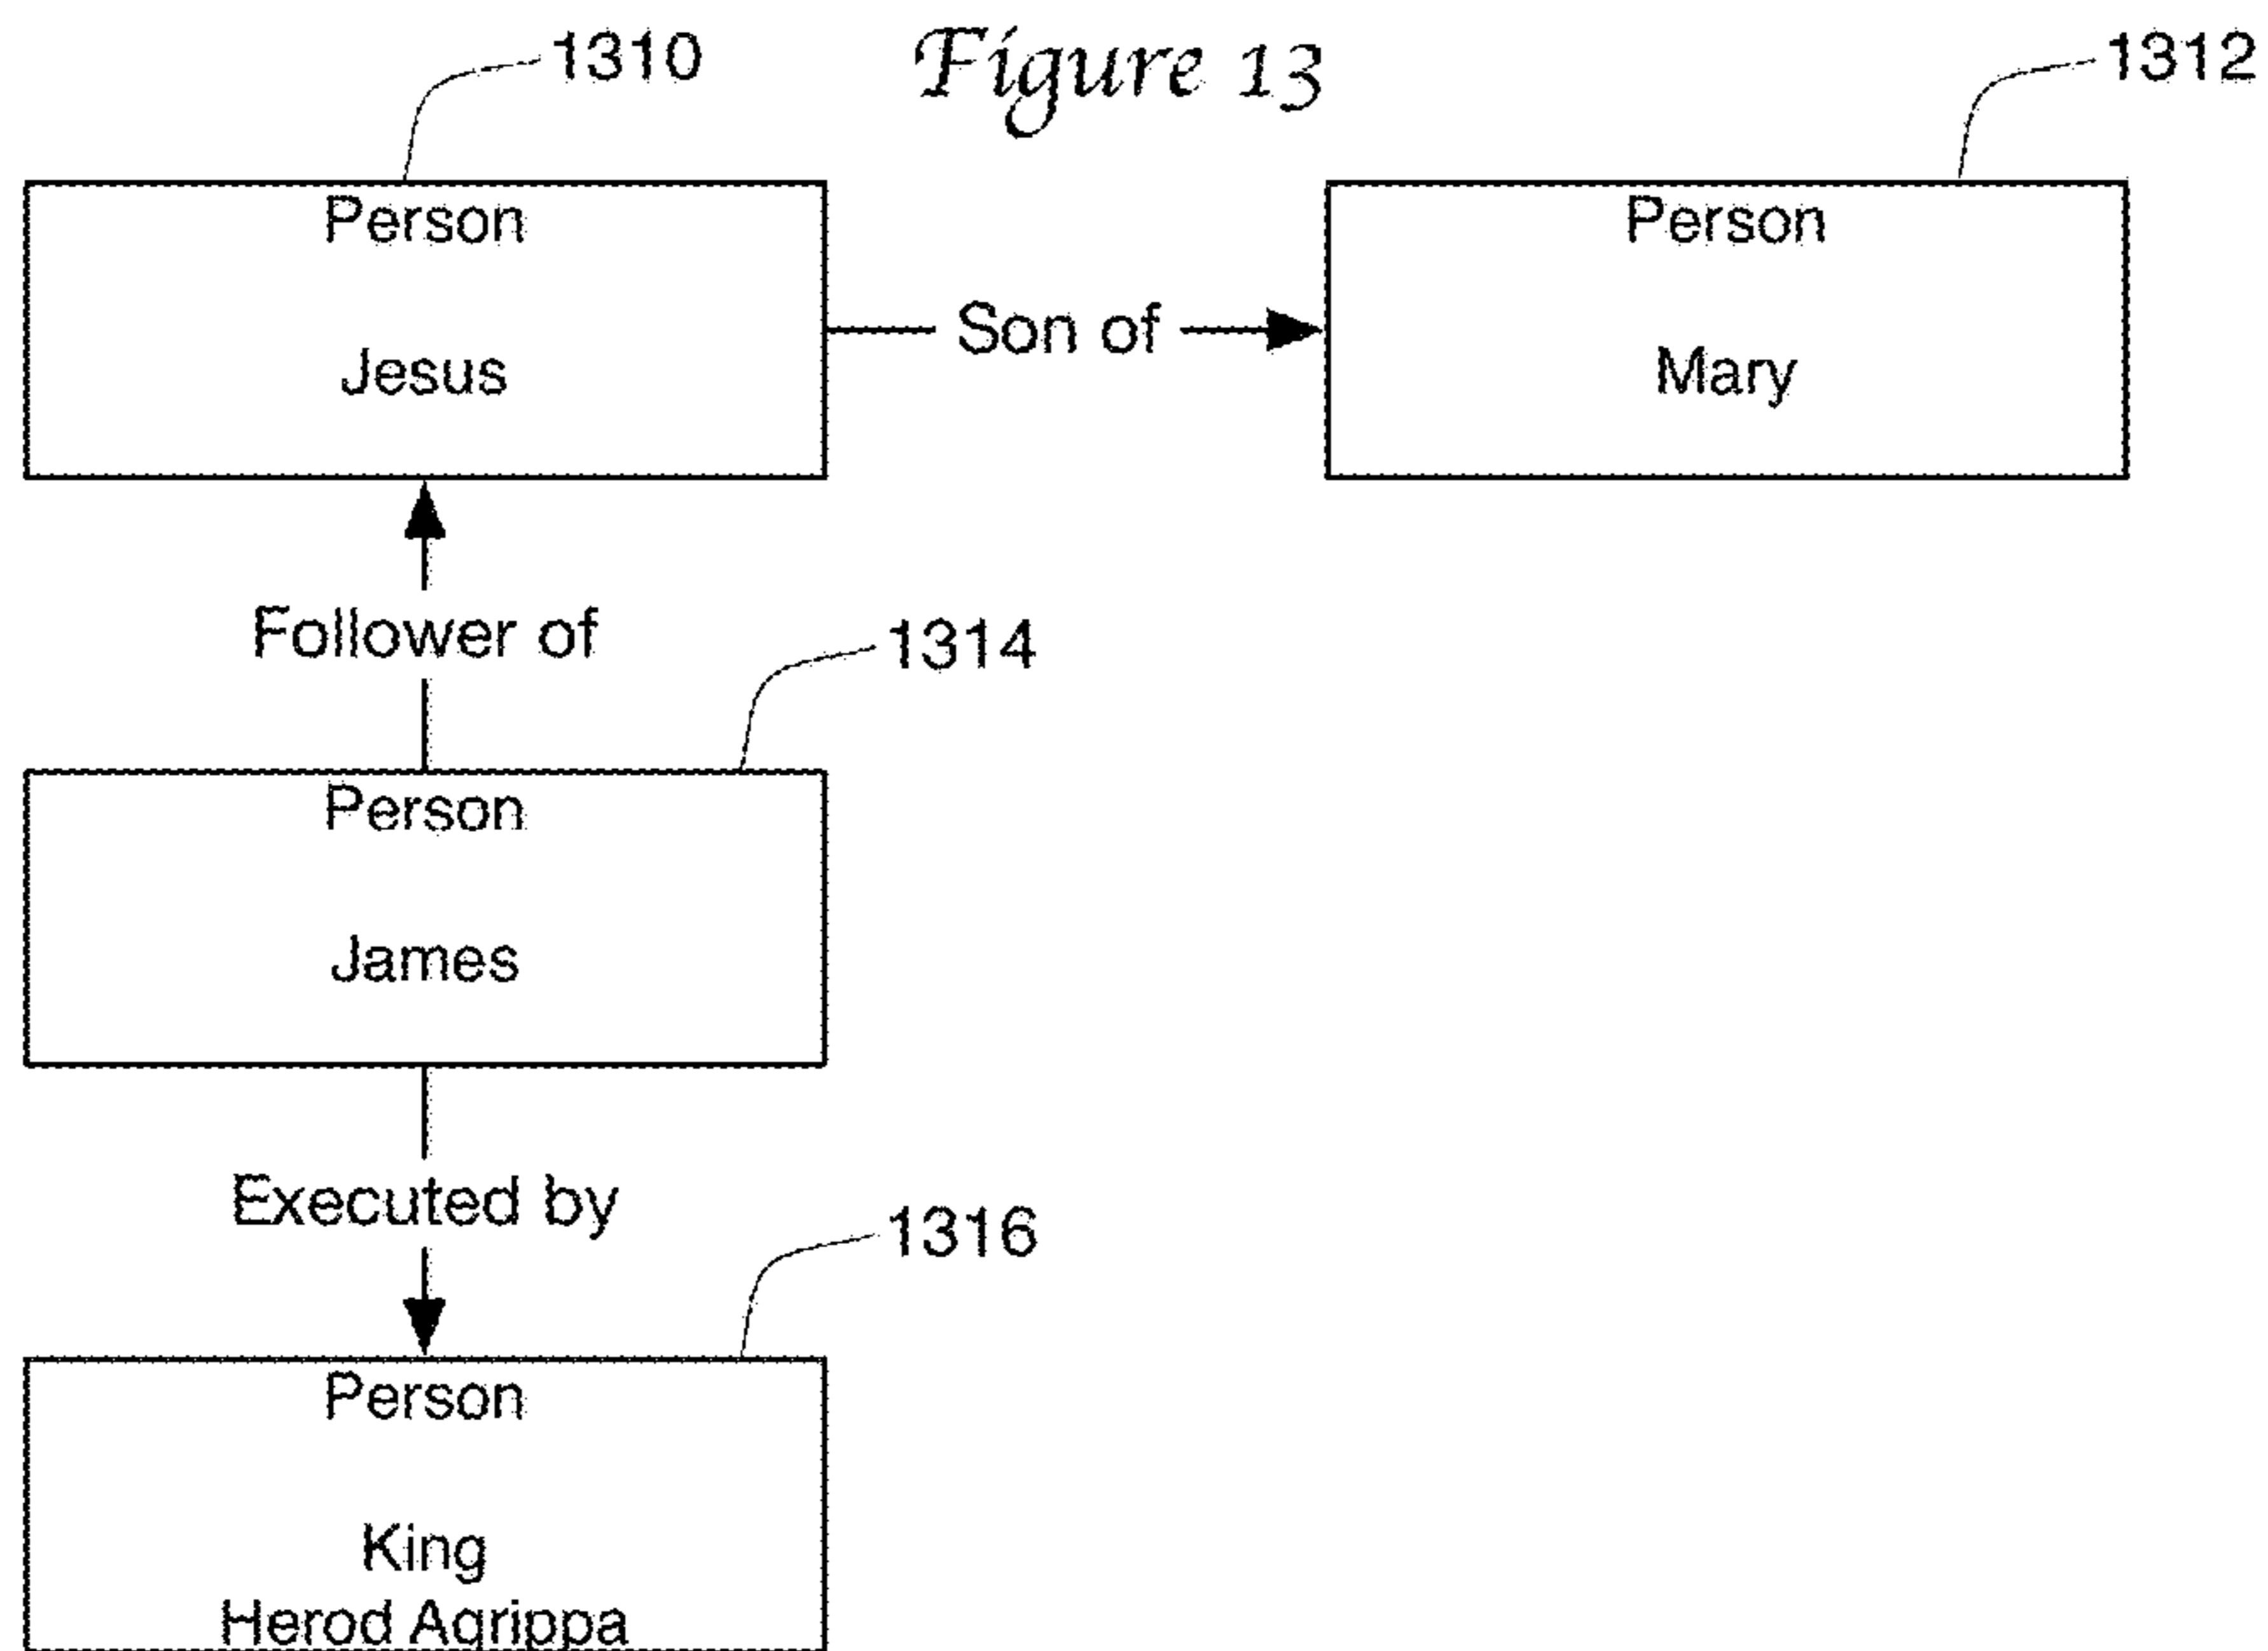 1310
Figure 13
1312
Person
Jesus
Son of
Person
Mary
Follower of
1314
Person
James
Executed by
1316
Person
King
Herod Agrippa